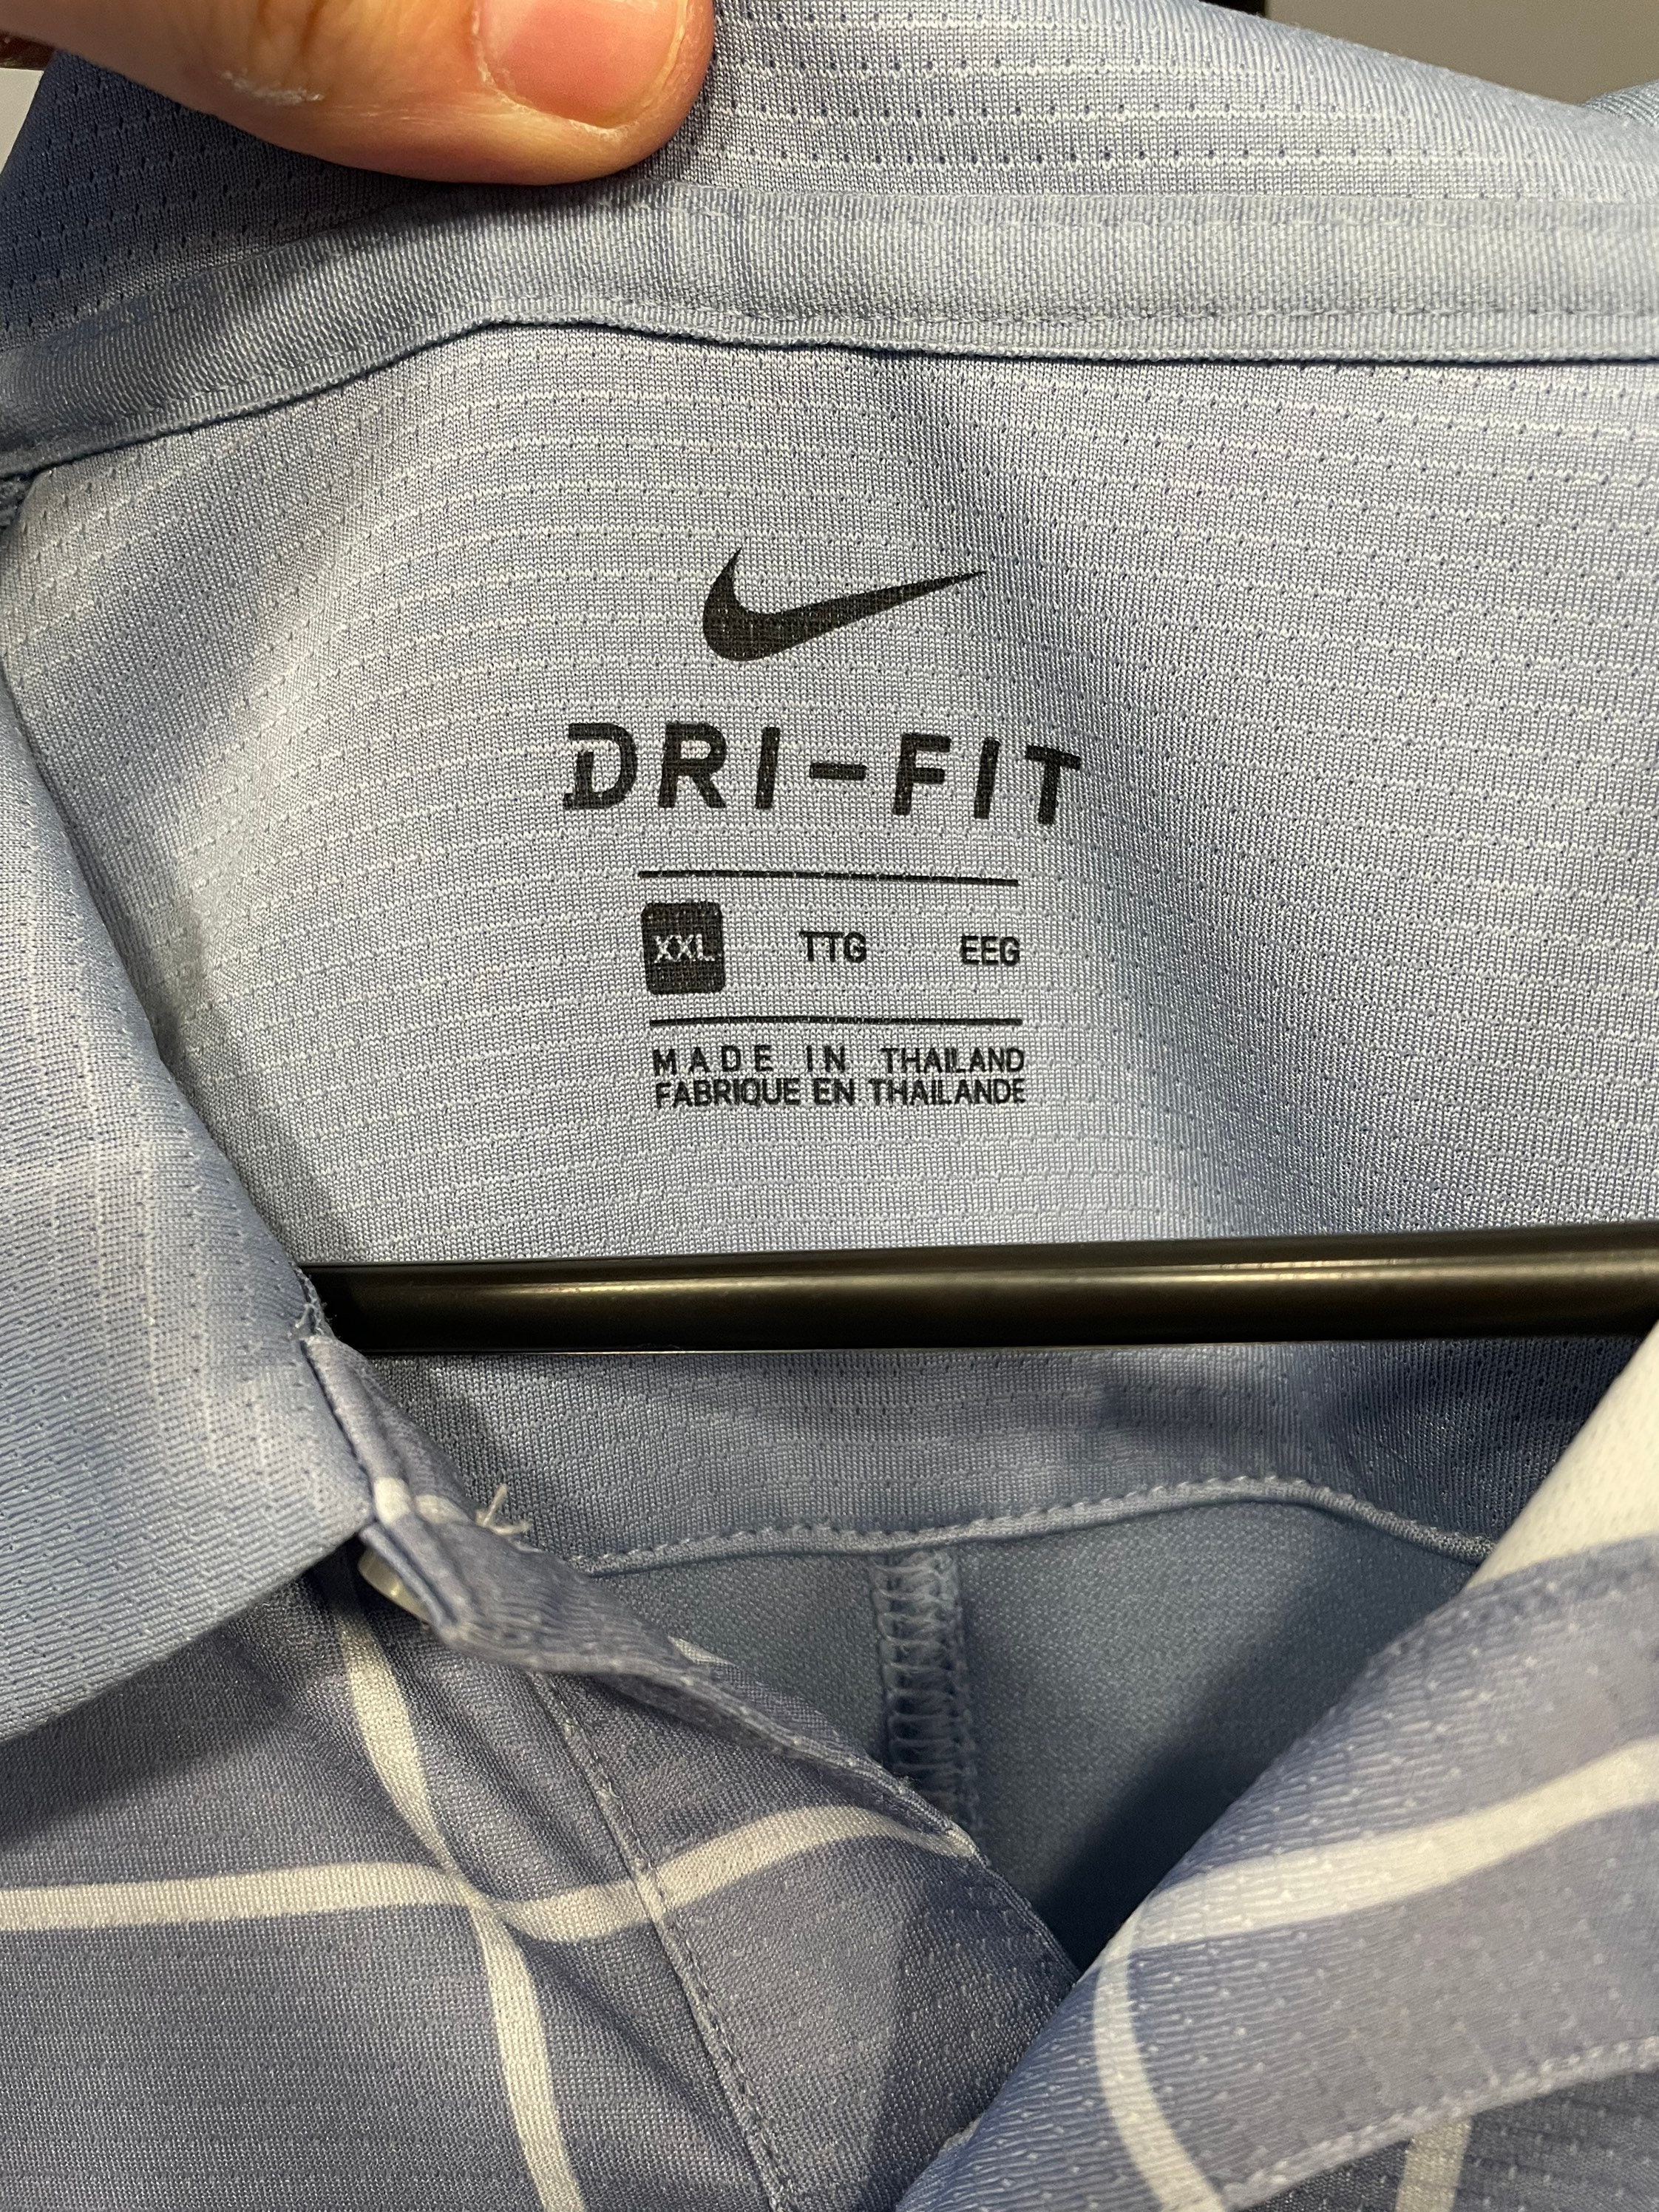 DRI-FIT
XXL TTG EEG
MADE IN THAILAND
FABRIQUE EN THAILANDE